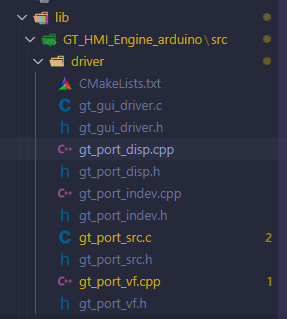 lib
GT_HMI_Engine_arduino\src
driver
CMakeLists.txt
C gt_gui_driver.c
h gt_gui_driver.h
C++ gt_port_disp.cpp
h gt_port_disp.h
C++ gt_port_indev.cpp
h gt_port_indev.h
C gt_port_src.c 2
h gt_port_src.h
C++ gt_port_vf.cpp 1
h gt_port_vf.h